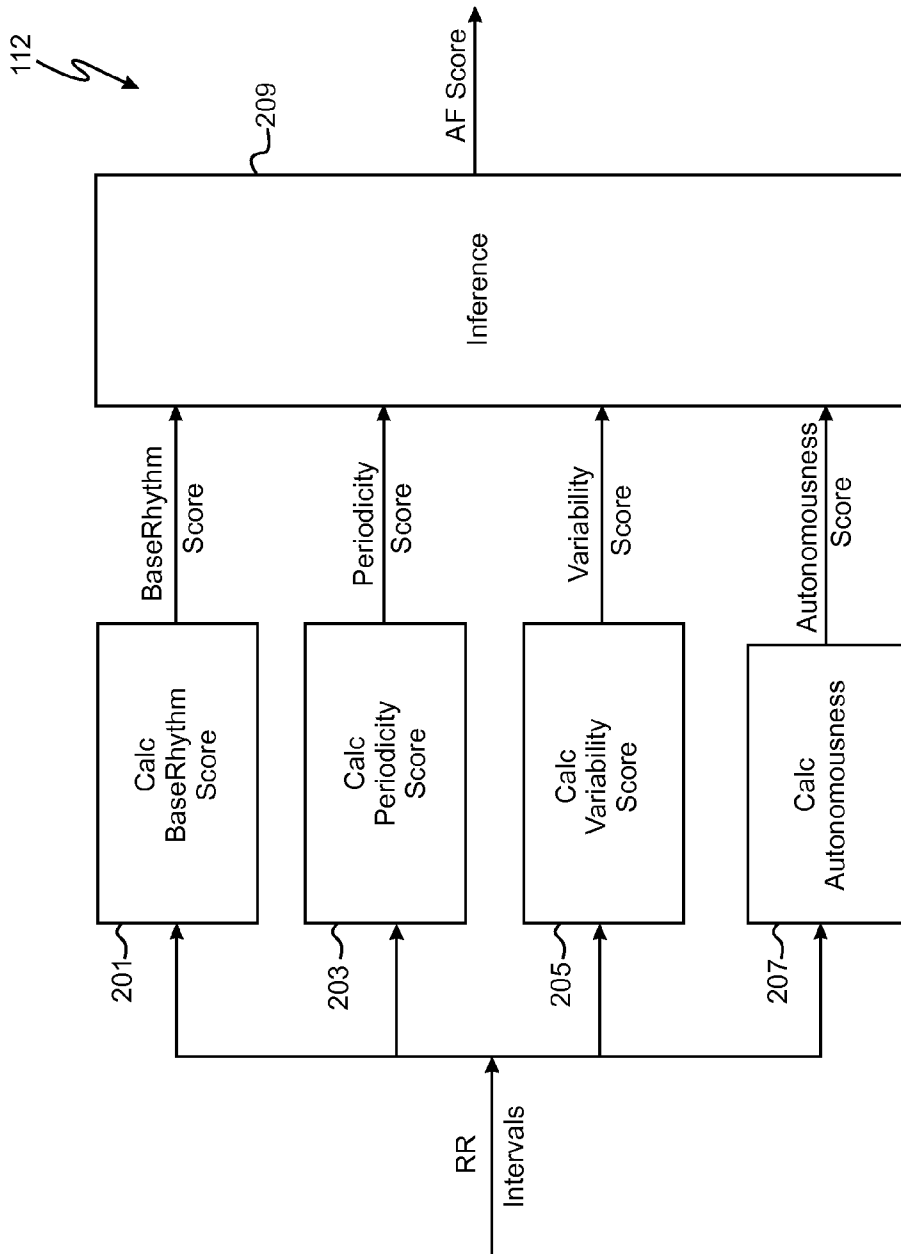 112
RR
Intervals
201
Calc
BaseRhythm
Score
BaseRhythm
Score
203
Calc
Periodicity
Score
Periodicity
Score
205
Calc
Variability
Score
Variability
Score
207
Calc
Autonomousness
Autonomousness
Score
209
Inference
AF Score